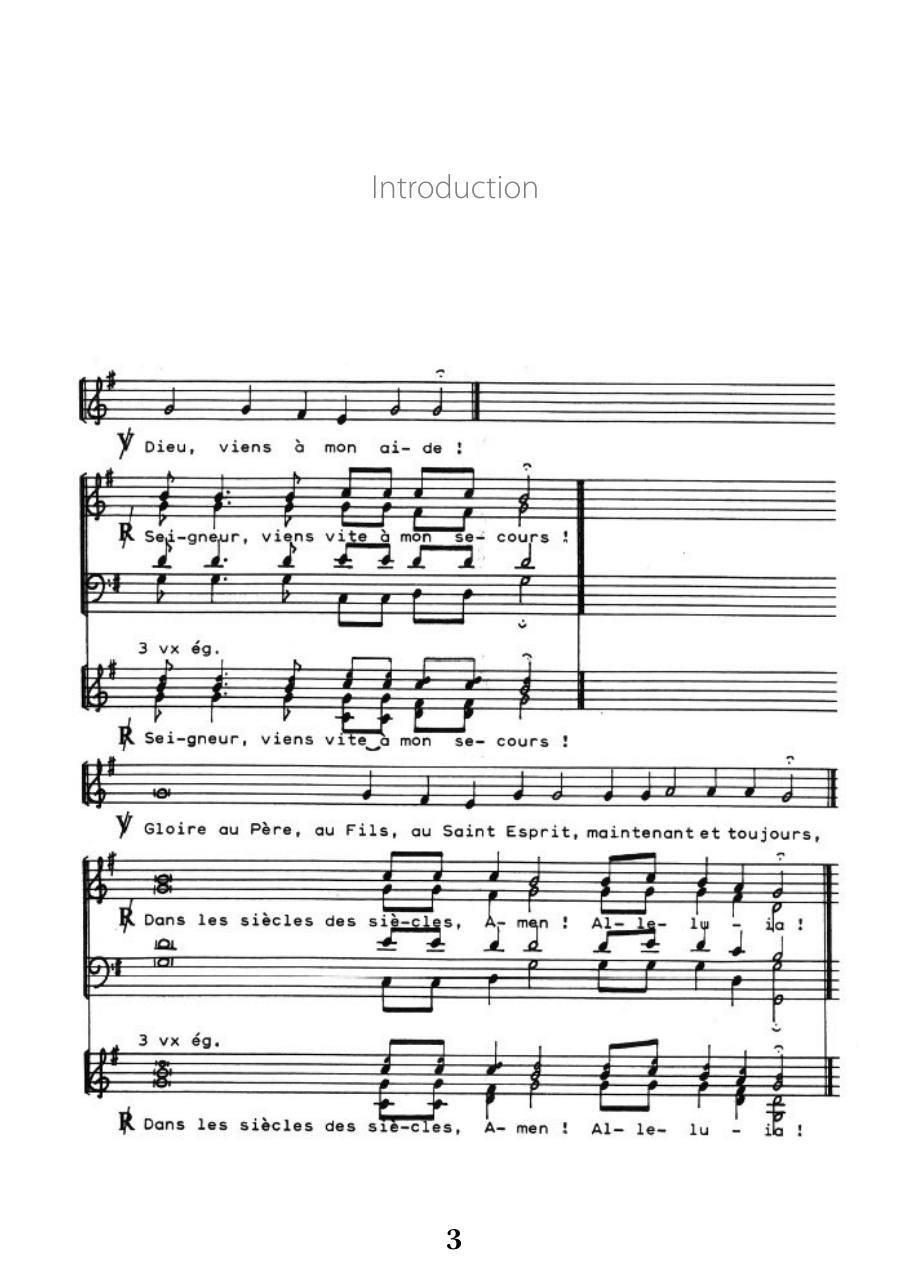 Introduction
℣ Dieu, viens à mon ai- de !
℟ Sei-gneur, viens vite à mon se- cours !
3 vx ég.
℟ Sei-gneur, viens vite‿à mon se- cours !
℣ Gloire au Père, au Fils, au Saint Esprit, maintenant et toujours,
℟ Dans les siècles des siè-cles, A- men ! Al- le- lu - ia !
3 vx ég.
℟ Dans les siècles des siè-cles, A- men ! Al- le- lu - ia !
3